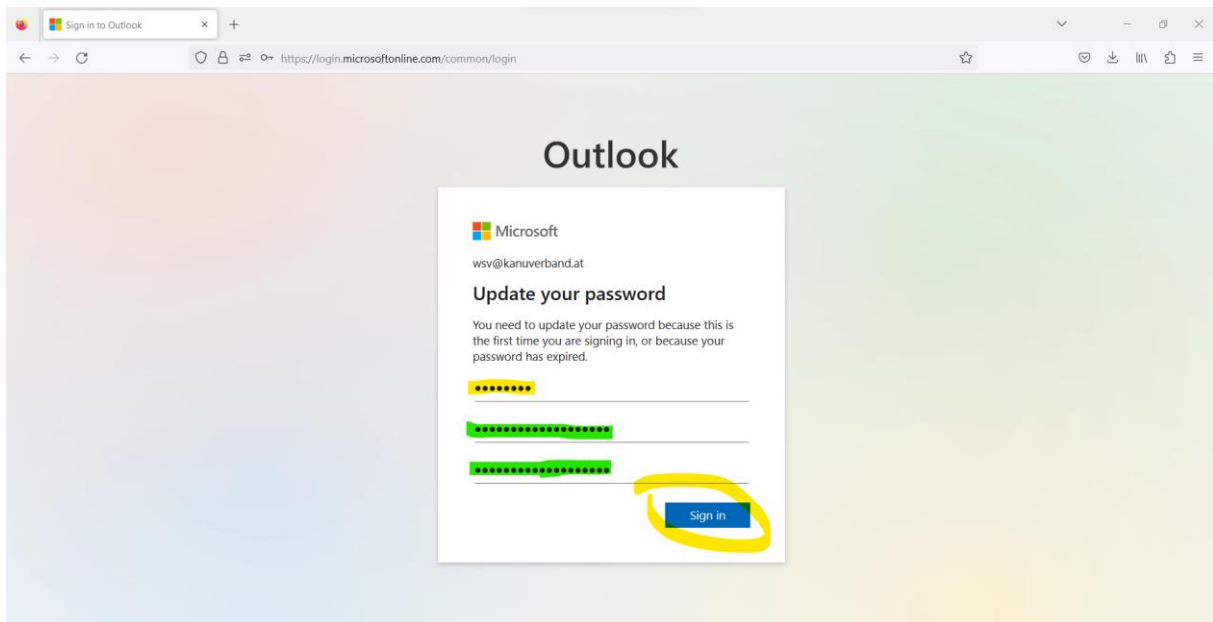 Sign in to Outlook
https://login.microsoftonline.com/common/login
Outlook
Microsoft
wsv@kanuverband.at
Update your password
You need to update your password because this is
the first time you are signing in, or because your
password has expired.
••••••••
•••••••••••••••••••
•••••••••••••••••••
Sign in